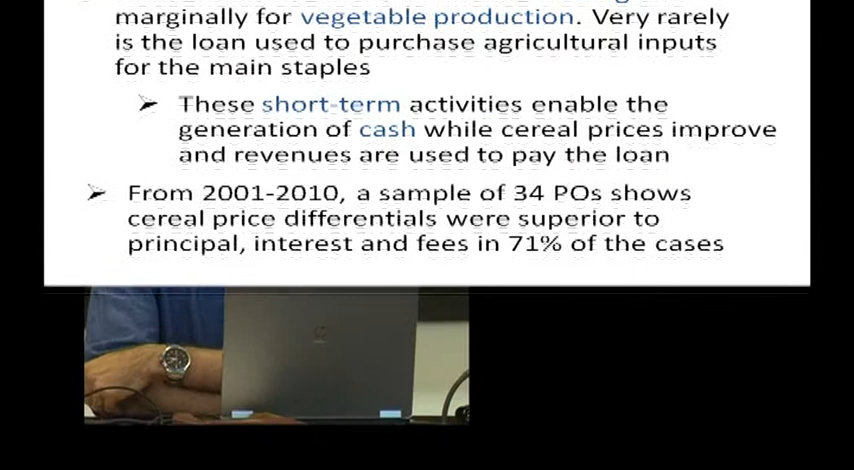 marginally for vegetable production. Very rarely
is the loan used to purchase agricultural inputs
for the main staples
These short-term activities enable the
generation of cash while cereal prices improve
and revenues are used to pay the loan
From 2001-2010, a sample of 34 POs shows
cereal price differentials were superior to
principal, interest and fees in 71% of the cases